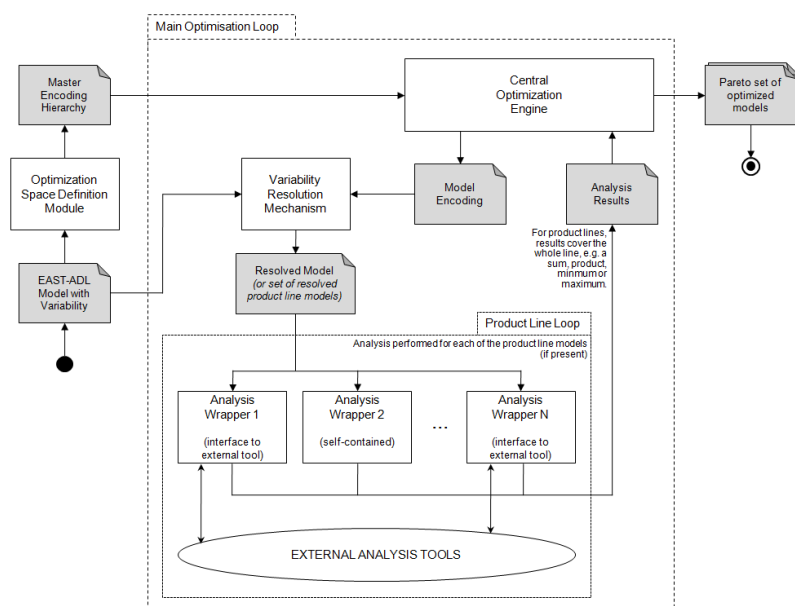 Main Optimisation Loop
Master
Encoding
Hierarchy
Central
Optimization
Engine
Pareto set of
optimized
models
Optimization
Space Definition
Module
Variability
Resolution
Mechanism
Model
Encoding
Analysis
Results
For product lines,
results cover the
whole line, e.g. a
sum, product,
minimum or
maximum.
EAST-ADL
Model with
Variability
Resolved Model
(or set of resolved
product line models)
Product Line Loop
Analysis performed for each of the product line models
(if present)
Analysis
Wrapper 1
(interface to
external tool)
Analysis
Wrapper 2
(self-contained)
...
Analysis
Wrapper N
(interface to
external tool)
EXTERNAL ANALYSIS TOOLS